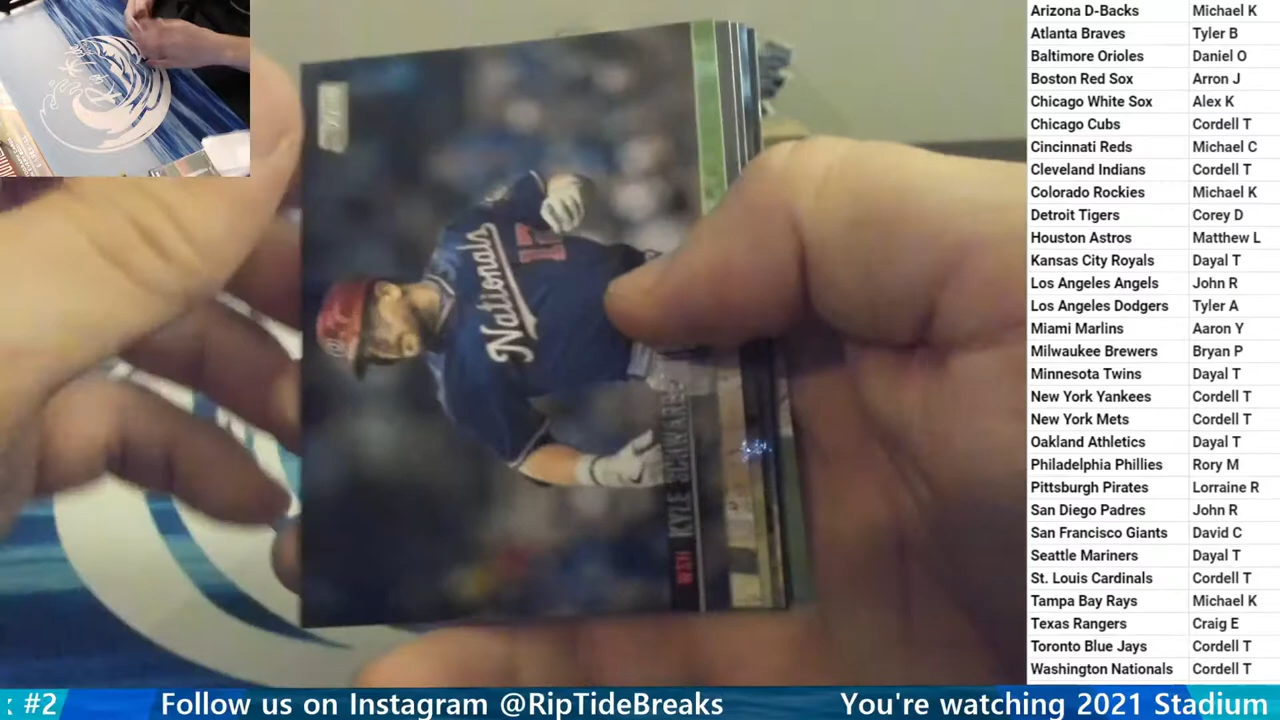 Nationals
17
WSH KYLE SCHWARBER
Arizona D-Backs Michael K
Atlanta Braves Tyler B
Baltimore Orioles Daniel O
Boston Red Sox Arron J
Chicago White Sox Alex K
Chicago Cubs Cordell T
Cincinnati Reds Michael C
Cleveland Indians Cordell T
Colorado Rockies Michael K
Detroit Tigers Corey D
Houston Astros Matthew L
Kansas City Royals Dayal T
Los Angeles Angels John R
Los Angeles Dodgers Tyler A
Miami Marlins Aaron Y
Milwaukee Brewers Bryan P
Minnesota Twins Dayal T
New York Yankees Cordell T
New York Mets Cordell T
Oakland Athletics Dayal T
Philadelphia Phillies Rory M
Pittsburgh Pirates Lorraine R
San Diego Padres John R
San Francisco Giants David C
Seattle Mariners Dayal T
St. Louis Cardinals Cordell T
Tampa Bay Rays Michael K
Texas Rangers Craig E
Toronto Blue Jays Cordell T
Washington Nationals Cordell T
#2 Follow us on Instagram @RipTideBreaks You're watching 2021 Stadium